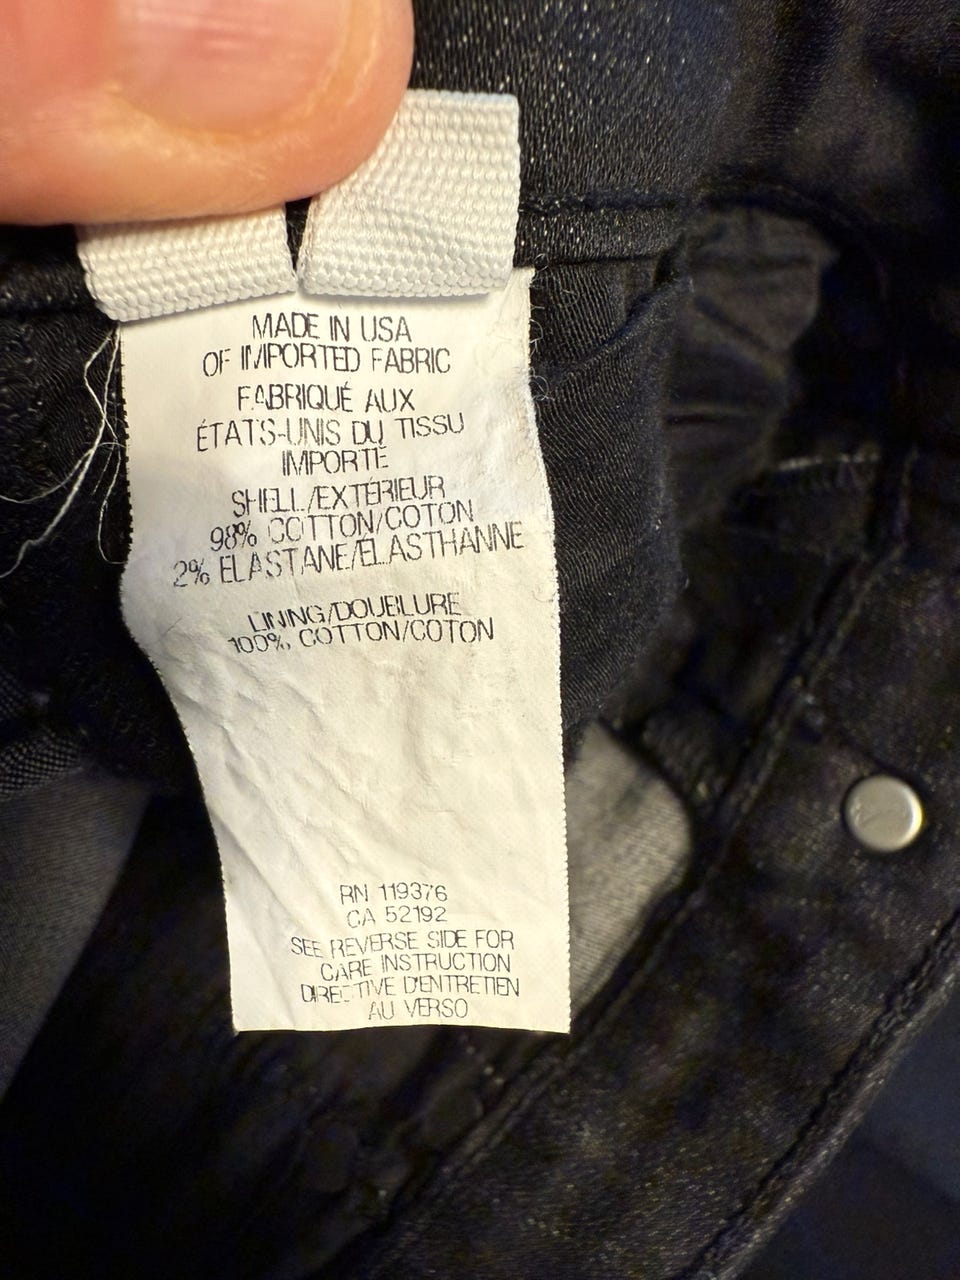 MADE IN USA
OF IMPORTED FABRIC
FABRIQUÉ AUX
ÉTATS-UNIS DU TISSU
IMPORTÉ
SHELL/EXTÉRIEUR
98% COTTON/COTON
2% ELASTANE/ÉLASTHANNE
LINING/DOUBLURE
100% COTTON/COTON
RN 119376
CA 52192
SEE REVERSE SIDE FOR
CARE INSTRUCTION
DIRECTIVE D'ENTRETIEN
AU VERSO